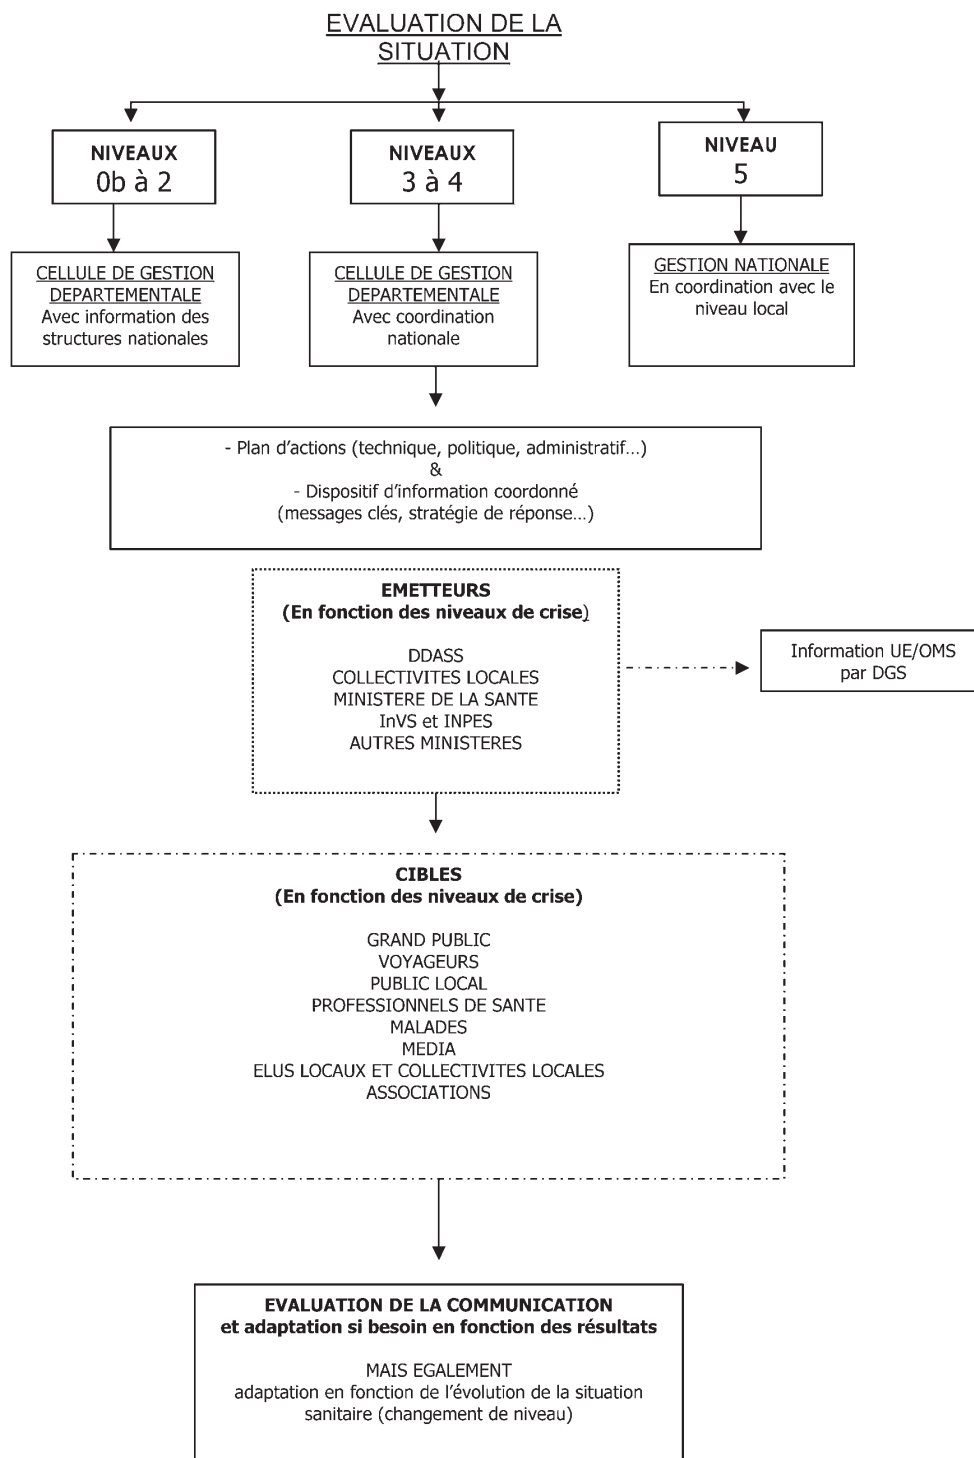 EVALUATION DE LA
SITUATION
NIVEAUX
0b à 2
NIVEAUX
3 à 4
NIVEAU
5
CELLULE DE GESTION
DEPARTEMENTALE
Avec information des
structures nationales
CELLULE DE GESTION
DEPARTEMENTALE
Avec coordination
nationale
GESTION NATIONALE
En coordination avec le
niveau local
- Plan d'actions (technique, politique, administratif…)
&
- Dispositif d'information coordonné
(messages clés, stratégie de réponse…)
EMETTEURS
(En fonction des niveaux de crise)
DDASS
COLLECTIVITES LOCALES
MINISTERE DE LA SANTE
InVS et INPES
AUTRES MINISTERES
Information UE/OMS
par DGS
CIBLES
(En fonction des niveaux de crise)
GRAND PUBLIC
VOYAGEURS
PUBLIC LOCAL
PROFESSIONNELS DE SANTE
MALADES
MEDIA
ELUS LOCAUX ET COLLECTIVITES LOCALES
ASSOCIATIONS
EVALUATION DE LA COMMUNICATION
et adaptation si besoin en fonction des résultats
MAIS EGALEMENT
adaptation en fonction de l'évolution de la situation
sanitaire (changement de niveau)